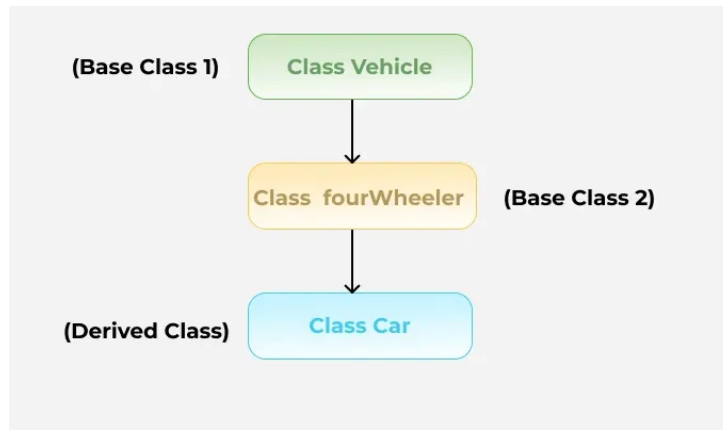 (Base Class 1)
Class Vehicle
Class fourWheeler
(Base Class 2)
(Derived Class)
Class Car